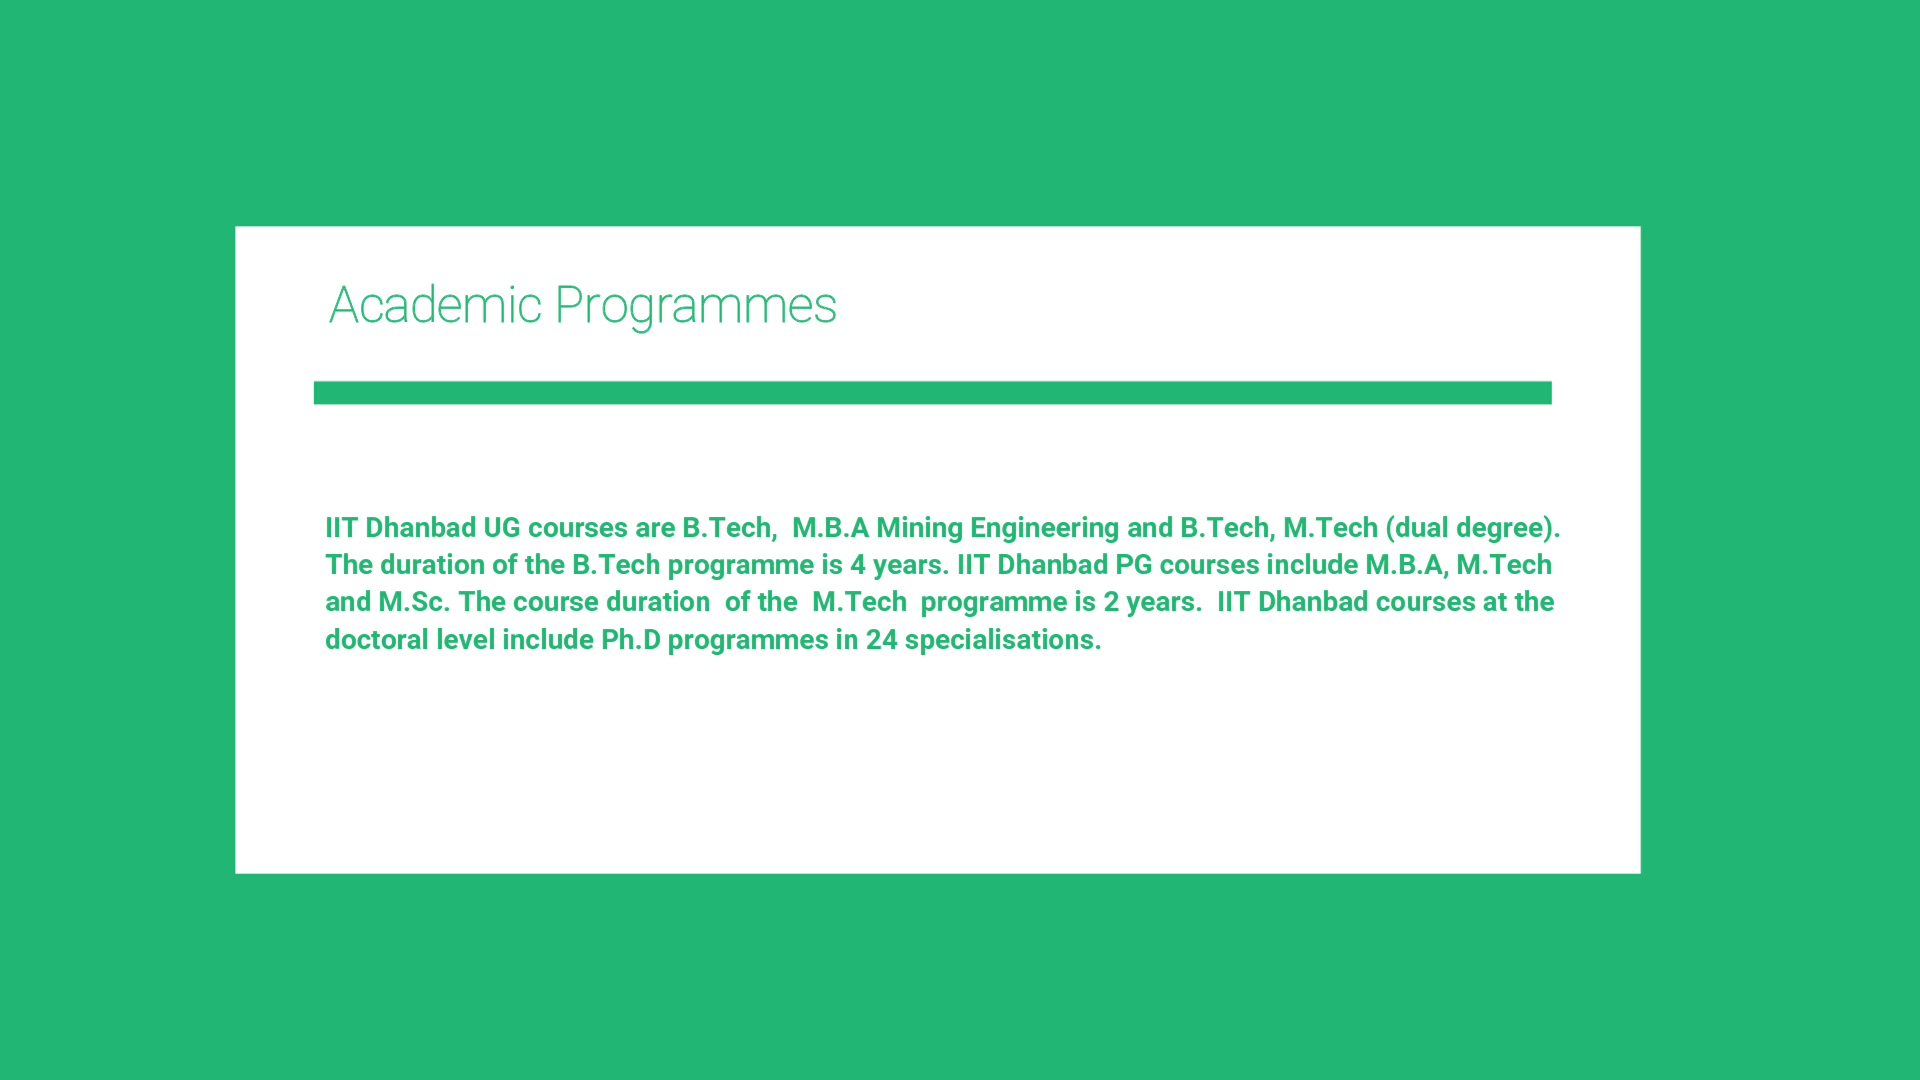 Academic Programmes
IIT Dhanbad UG courses are B.Tech,  M.B.A Mining Engineering and B.Tech, M.Tech (dual degree).
The duration of the B.Tech programme is 4 years. IIT Dhanbad PG courses include M.B.A, M.Tech
and M.Sc. The course duration  of the  M.Tech  programme is 2 years.  IIT Dhanbad courses at the
doctoral level include Ph.D programmes in 24 specialisations.